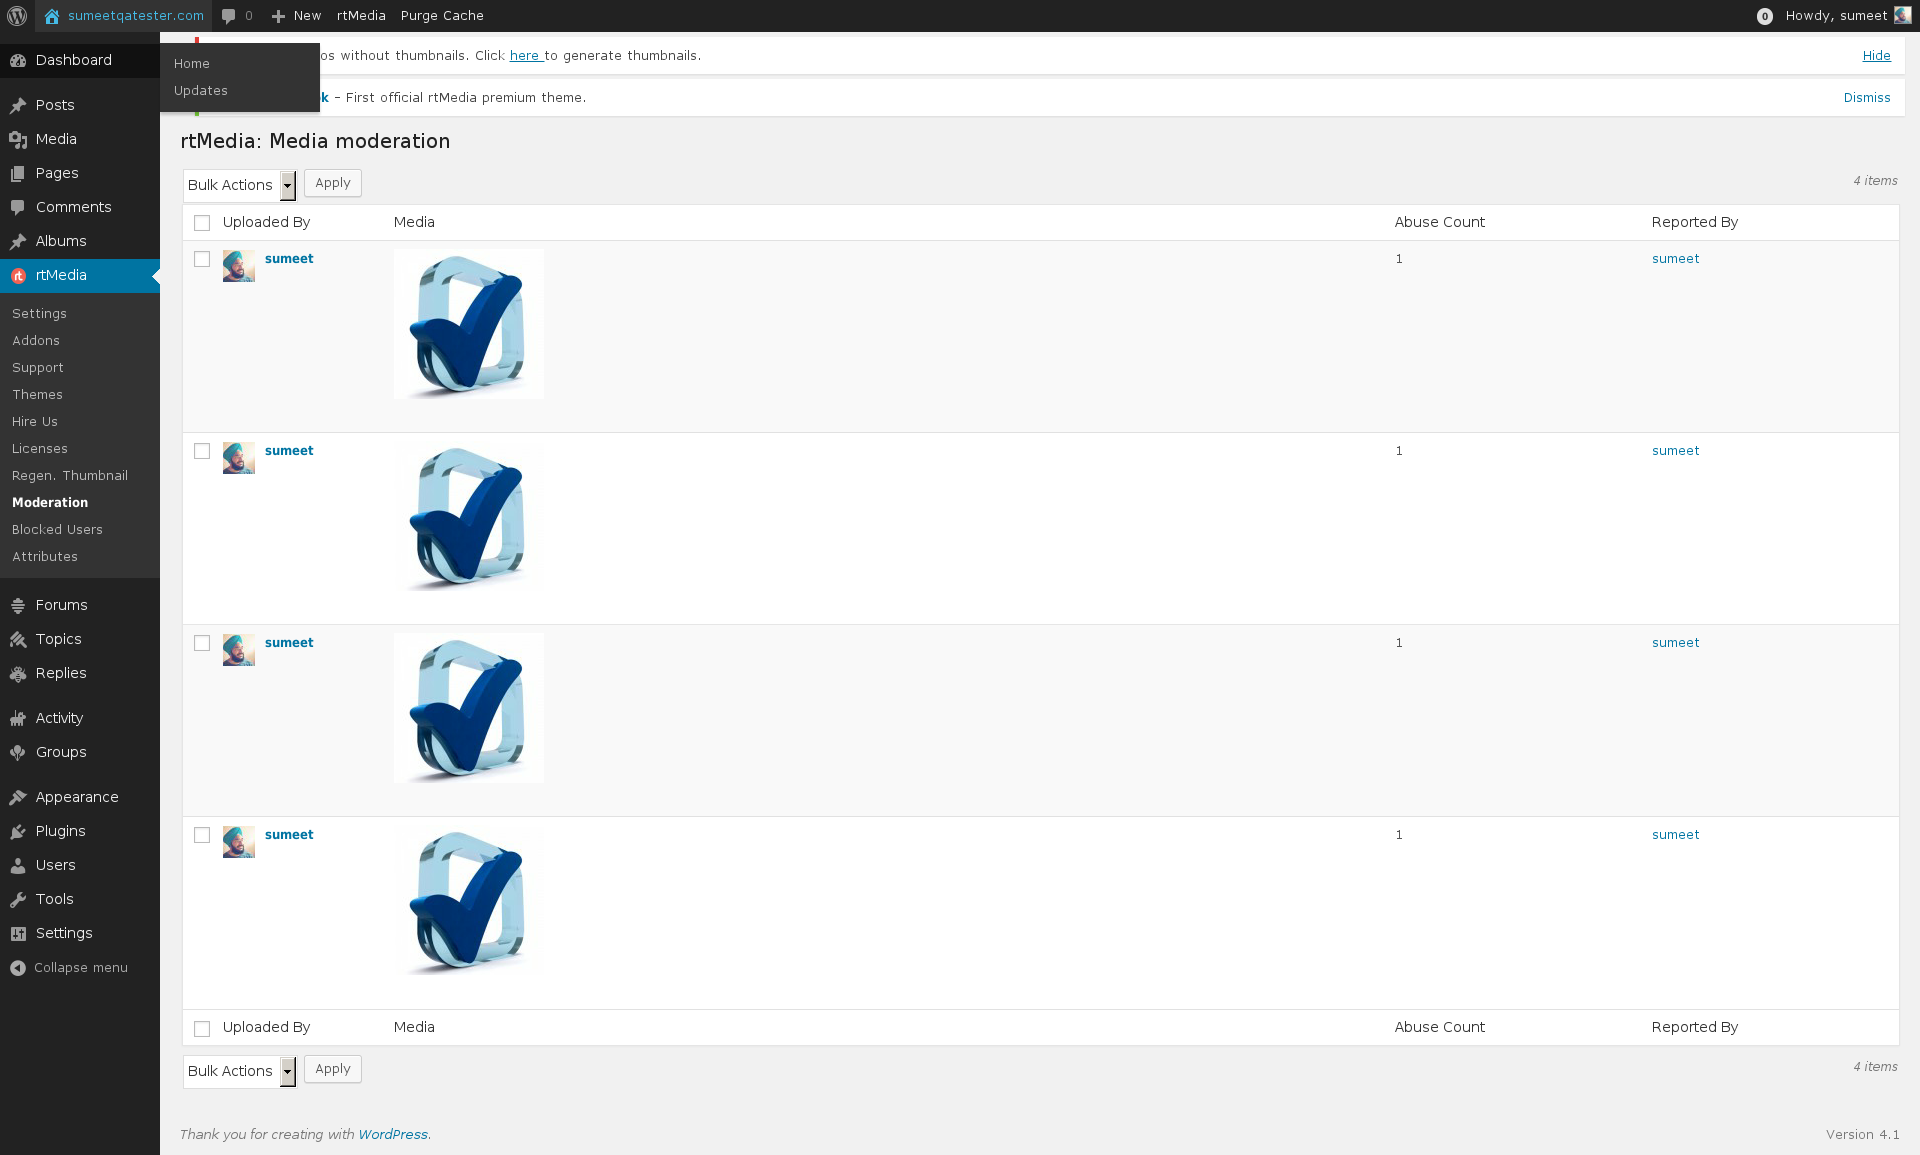 sumeetqatester.com 0 New rtMedia Purge Cache
0 Howdy, sumeet
Dashboard
Home
Updates
Posts
Media
Pages
Comments
Albums
rtMedia
Settings
Addons
Support
Themes
Hire Us
Licenses
Regen. Thumbnail
Moderation
Blocked Users
Attributes
Forums
Topics
Replies
Activity
Groups
Appearance
Plugins
Users
Tools
Settings
Collapse menu
without thumbnails. Click here to generate thumbnails. Hide
– First official rtMedia premium theme. Dismiss
rtMedia: Media moderation
Bulk Actions Apply 4 items
Uploaded By Media Abuse Count Reported By
sumeet 1 sumeet
sumeet 1 sumeet
sumeet 1 sumeet
sumeet 1 sumeet
Uploaded By Media Abuse Count Reported By
Bulk Actions Apply 4 items
Thank you for creating with WordPress. Version 4.1